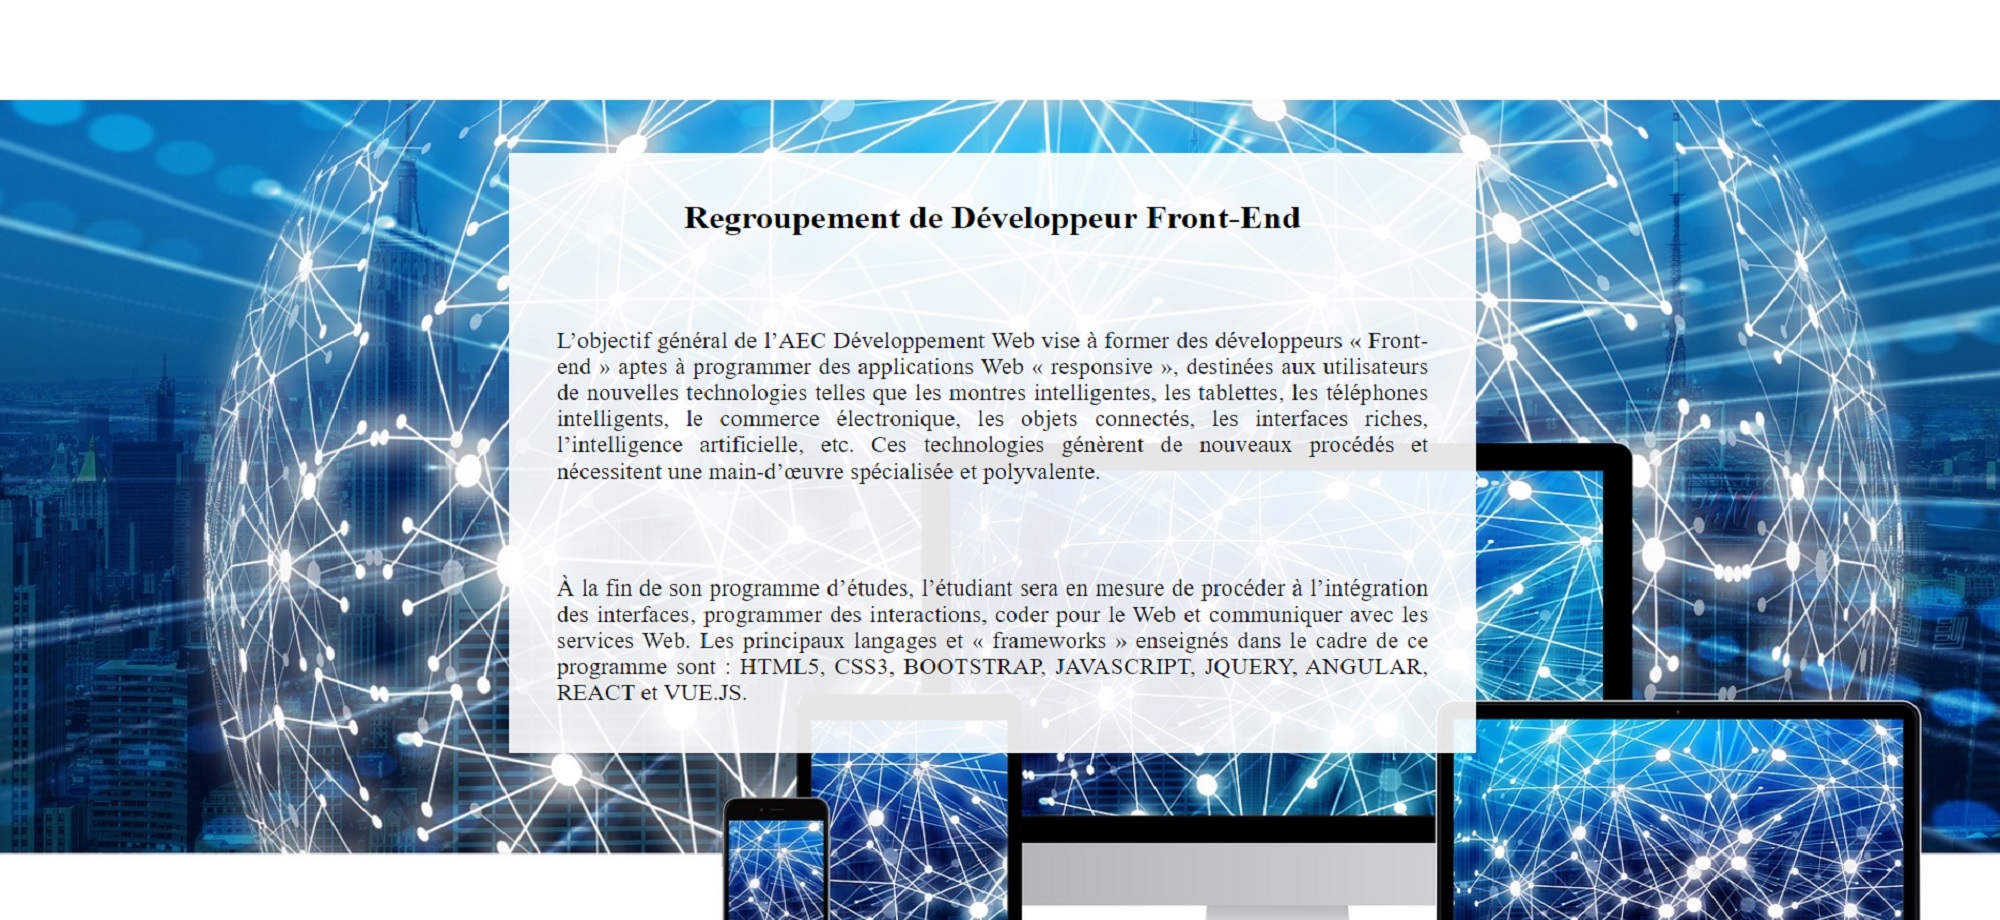 Regroupement de Développeur Front-End
L’objectif général de l’AEC Développement Web vise à former des développeurs « Front-
end » aptes à programmer des applications Web « responsive », destinées aux utilisateurs
de nouvelles technologies telles que les montres intelligentes, les tablettes, les téléphones
intelligents, le commerce électronique, les objets connectés, les interfaces riches,
l’intelligence artificielle, etc. Ces technologies génèrent de nouveaux procédés et
nécessitent une main-d’œuvre spécialisée et polyvalente.
À la fin de son programme d’études, l’étudiant sera en mesure de procéder à l’intégration
des interfaces, programmer des interactions, coder pour le Web et communiquer avec les
services Web. Les principaux langages et « frameworks » enseignés dans le cadre de ce
programme sont : HTML5, CSS3, BOOTSTRAP, JAVASCRIPT, JQUERY, ANGULAR,
REACT et VUE.JS.